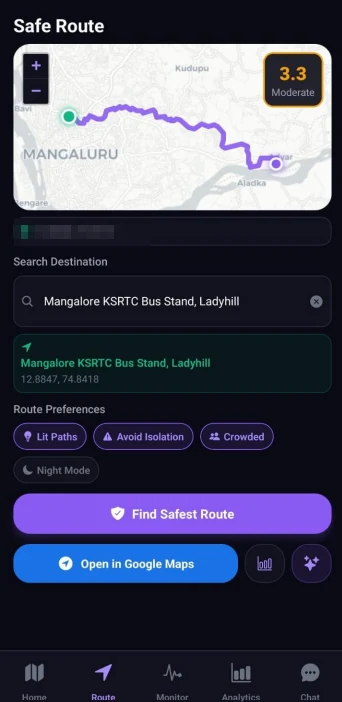 Safe Route
+
−
Kudupu
3.3
Moderate
Bavi
MANGALURU
Aladka
engare
Search Destination
Mangalore KSRTC Bus Stand, Ladyhill
Mangalore KSRTC Bus Stand, Ladyhill
12.8847, 74.8418
Route Preferences
Lit Paths
Avoid Isolation
Crowded
Night Mode
Find Safest Route
Open in Google Maps
Home
Route
Monitor
Analytics
Chat